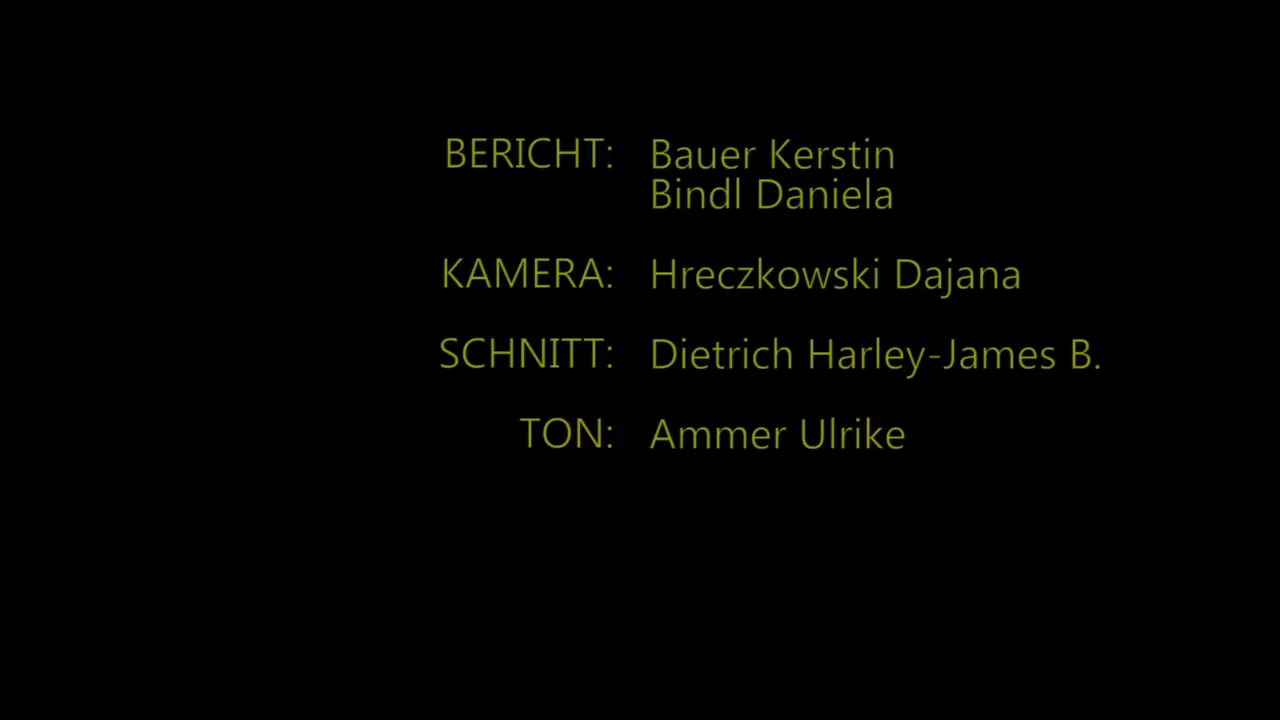 BERICHT: Bauer Kerstin
Bindl Daniela
KAMERA: Hreczkowski Dajana
SCHNITT: Dietrich Harley-James B.
TON: Ammer Ulrike